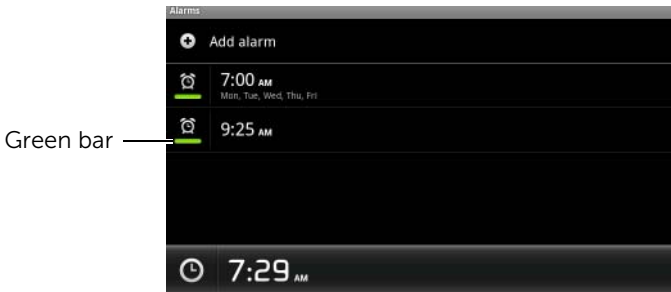 Alarms
Add alarm
7:00 AM
Mon, Tue, Wed, Thu, Fri
Green bar
9:25 AM
7:29 AM